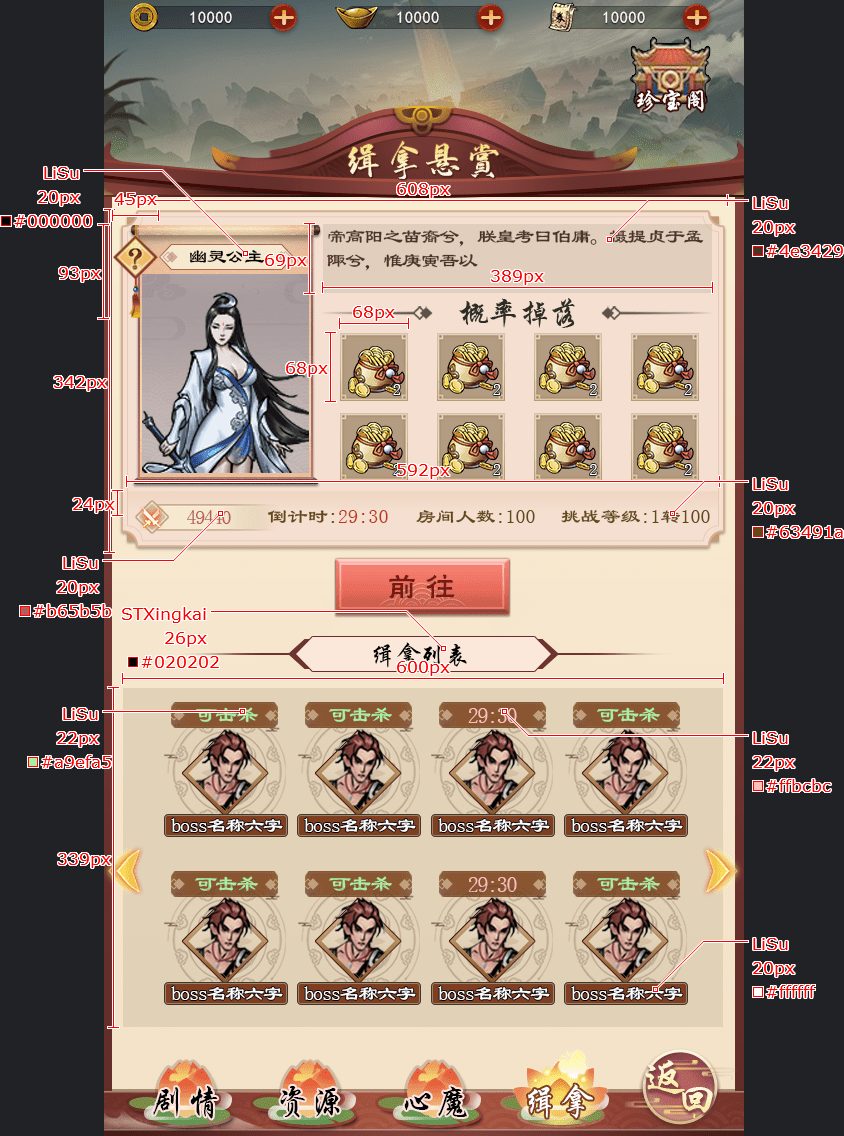 10000
10000
10000
珍宝阁
缉拿悬赏
608px
LiSu
20px
#000000
45px
LiSu
20px
#4e3429
幽灵公主
69px
帝高阳之苗裔兮，朕皇考曰伯庸。摄提贞于孟
陬兮，惟庚寅吾以
93px
389px
概率掉落
68px
68px
342px
2
2
2
2
2
2
2
2
592px
24px
LiSu
20px
#63491a
49440
倒计时:29:30
房间人数:100
挑战等级:1转100
LiSu
20px
#b65b5b
前往
STXingkai
26px
#020202
缉拿列表
600px
LiSu
22px
#a9efa5
可击杀
可击杀
29:30
可击杀
LiSu
22px
#ffbcbc
boss名称六字
boss名称六字
boss名称六字
boss名称六字
339px
可击杀
可击杀
29:30
可击杀
LiSu
20px
#ffffff
boss名称六字
boss名称六字
boss名称六字
boss名称六字
剧情
资源
心魔
缉拿
返回